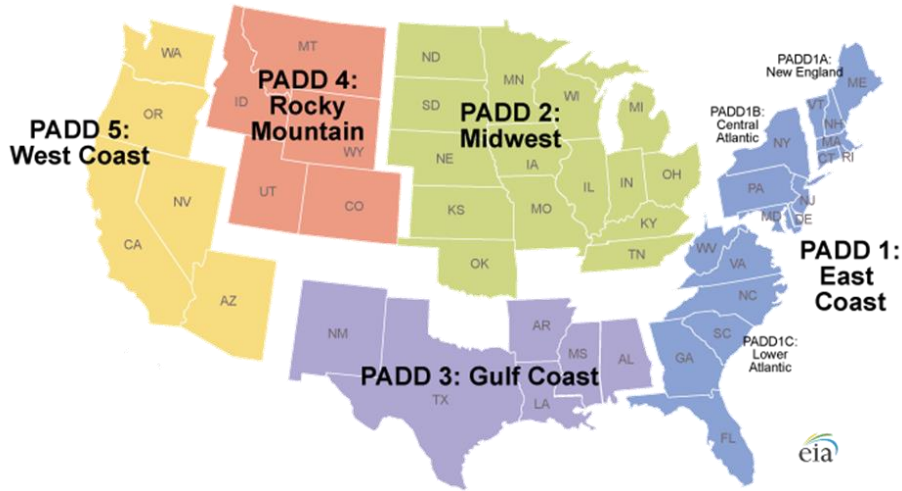 WA
OR
PADD 5:
West Coast
NV
CA
AZ
MT
PADD 4:
Rocky
Mountain
ID
WY
UT
CO
ND
MN
SD
WI
MI
PADD 2:
Midwest
NE
IA
IL
IN
OH
KS
MO
KY
OK
TN
NM
AR
MS
AL
PADD 3: Gulf Coast
TX
LA
PADD1A:
New England
ME
VT
NH
PADD1B:
Central
Atlantic
NY
MA
CT
RI
PA
NJ
MD
DE
WV
VA
PADD 1:
East
Coast
NC
SC
PADD1C:
Lower
Atlantic
GA
FL
eia